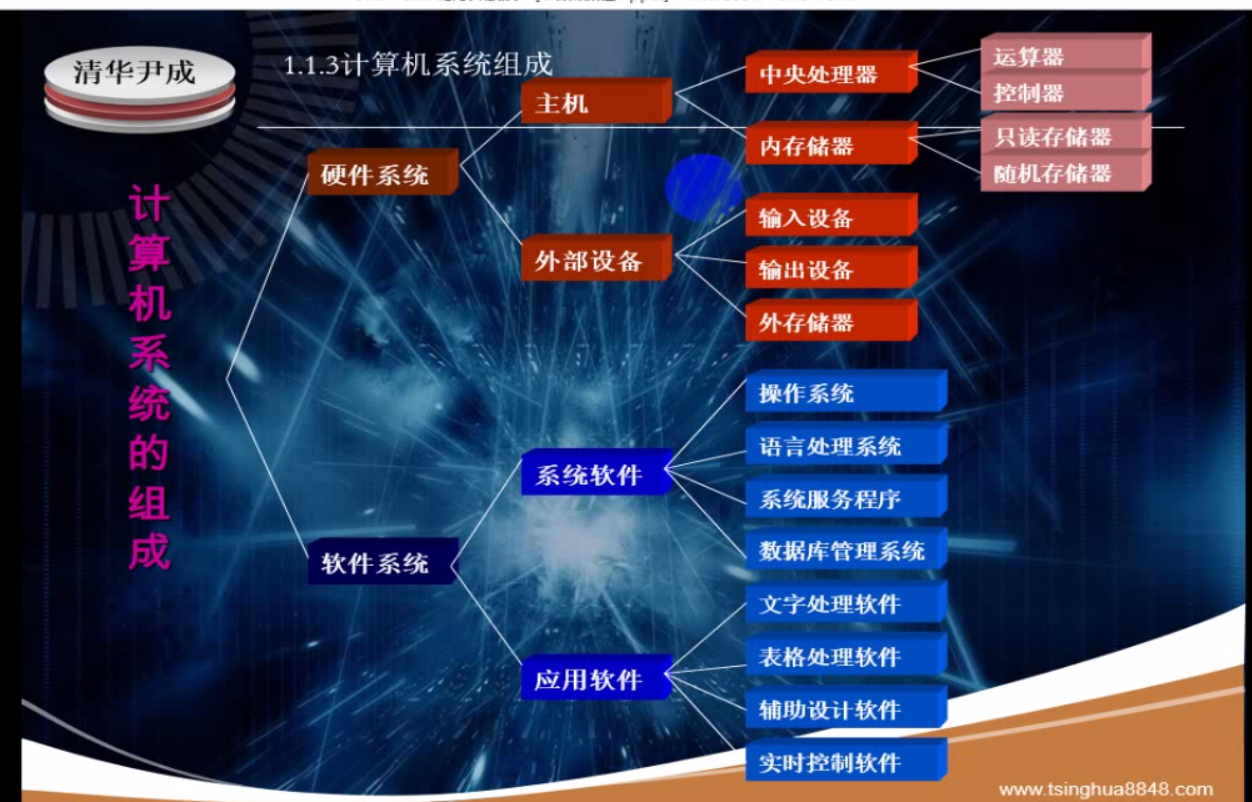 清华尹成
1.1.3计算机系统组成
计算机系统的组成
硬件系统
主机
中央处理器
运算器
控制器
内存储器
只读存储器
随机存储器
外部设备
输入设备
输出设备
外存储器
软件系统
系统软件
操作系统
语言处理系统
系统服务程序
数据库管理系统
应用软件
文字处理软件
表格处理软件
辅助设计软件
实时控制软件
www.tsinghua8848.com